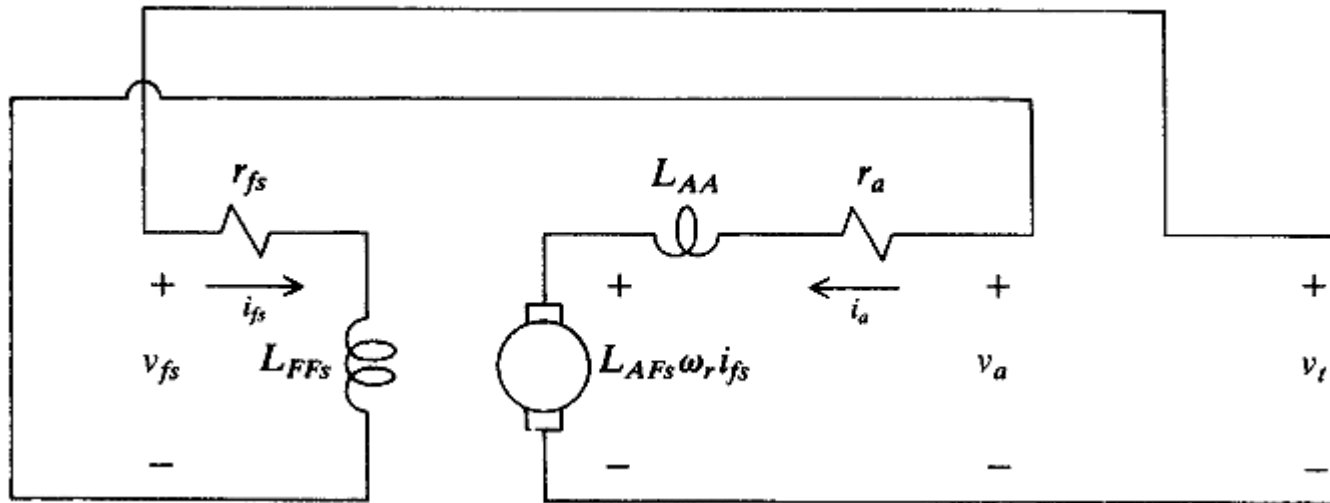 r_fs
L_AA
r_a
+
i_fs
+
i_a
+
+
v_fs
L_FFs
L_AFs ω_r i_fs
v_a
v_t
−
−
−
−